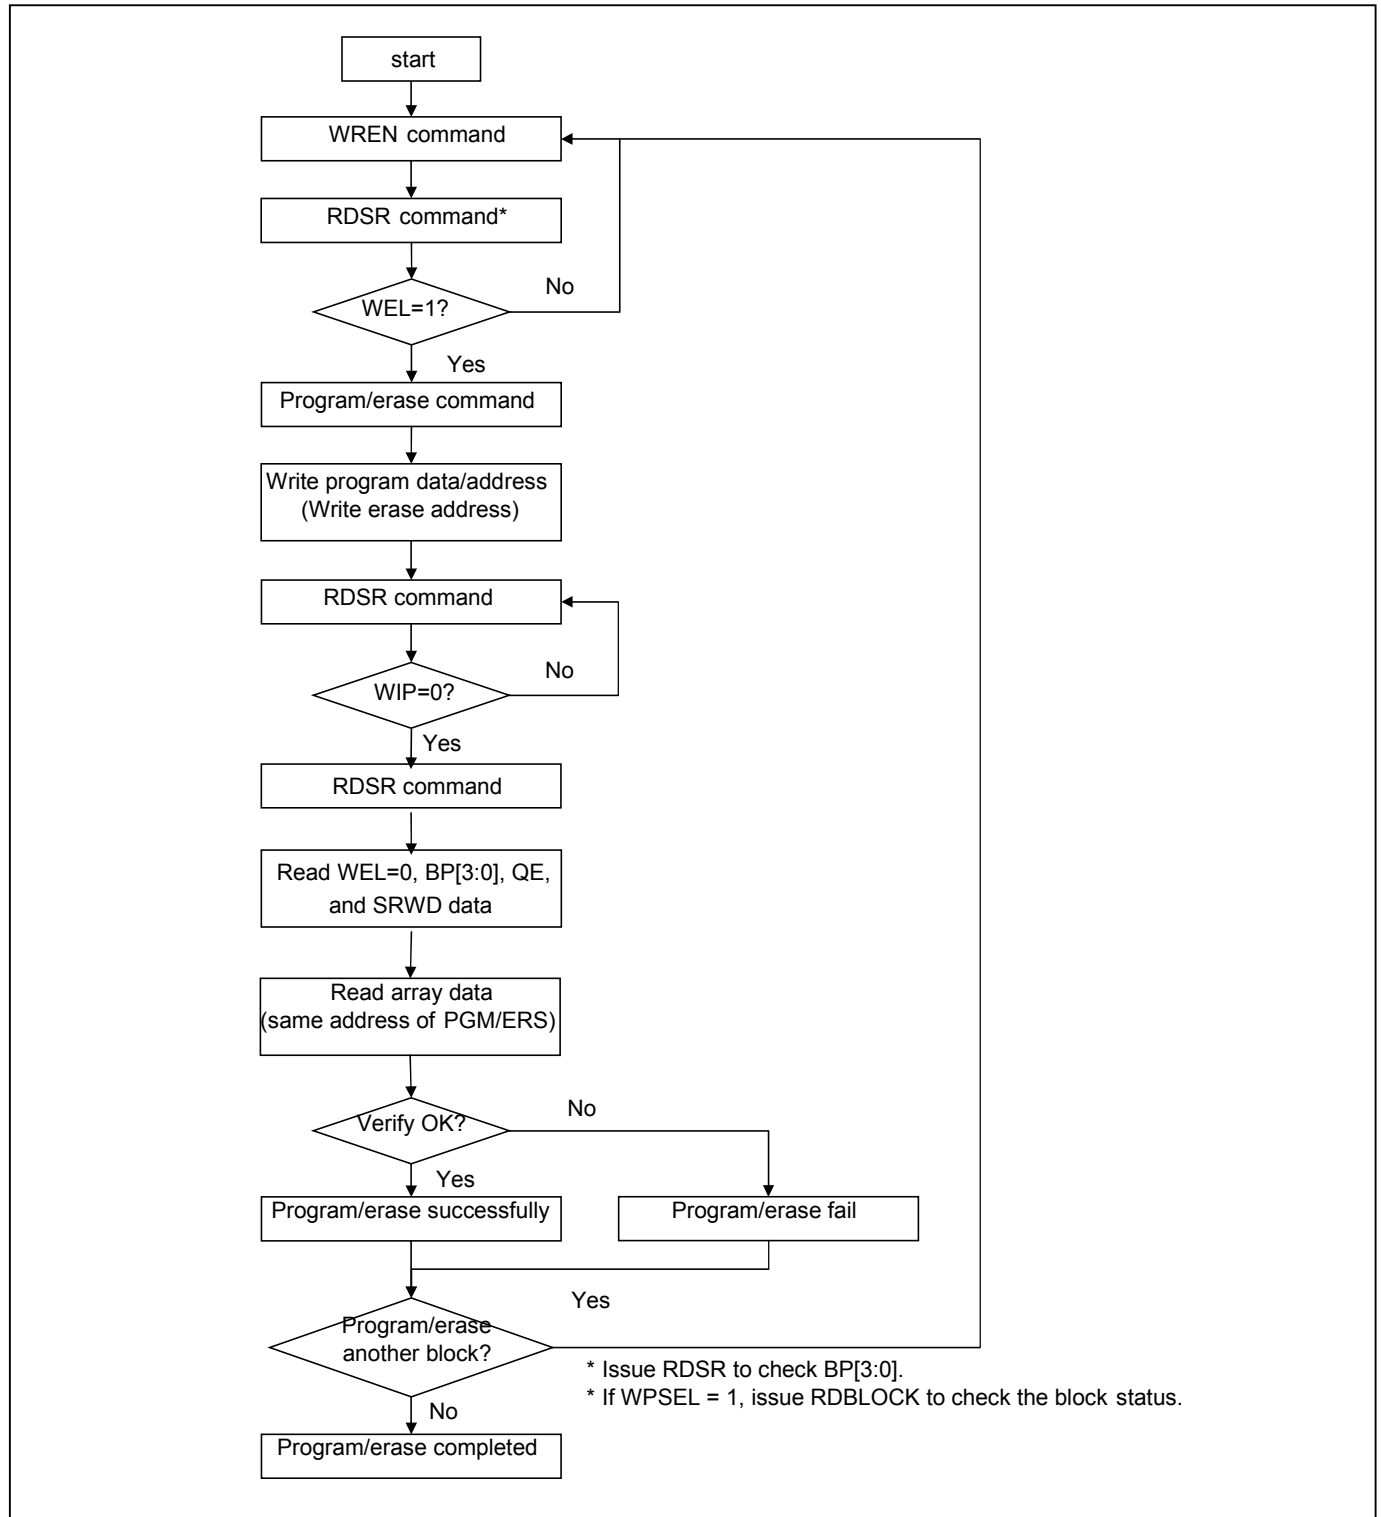 start
WREN command
RDSR command*
WEL=1?
No
Yes
Program/erase command
Write program data/address
(Write erase address)
RDSR command
WIP=0?
No
Yes
RDSR command
Read WEL=0, BP[3:0], QE,
and SRWD data
Read array data
(same address of PGM/ERS)
Verify OK?
No
Yes
Program/erase successfully
Program/erase fail
Yes
Program/erase
another block?
* Issue RDSR to check BP[3:0].
* If WPSEL = 1, issue RDBLOCK to check the block status.
No
Program/erase completed